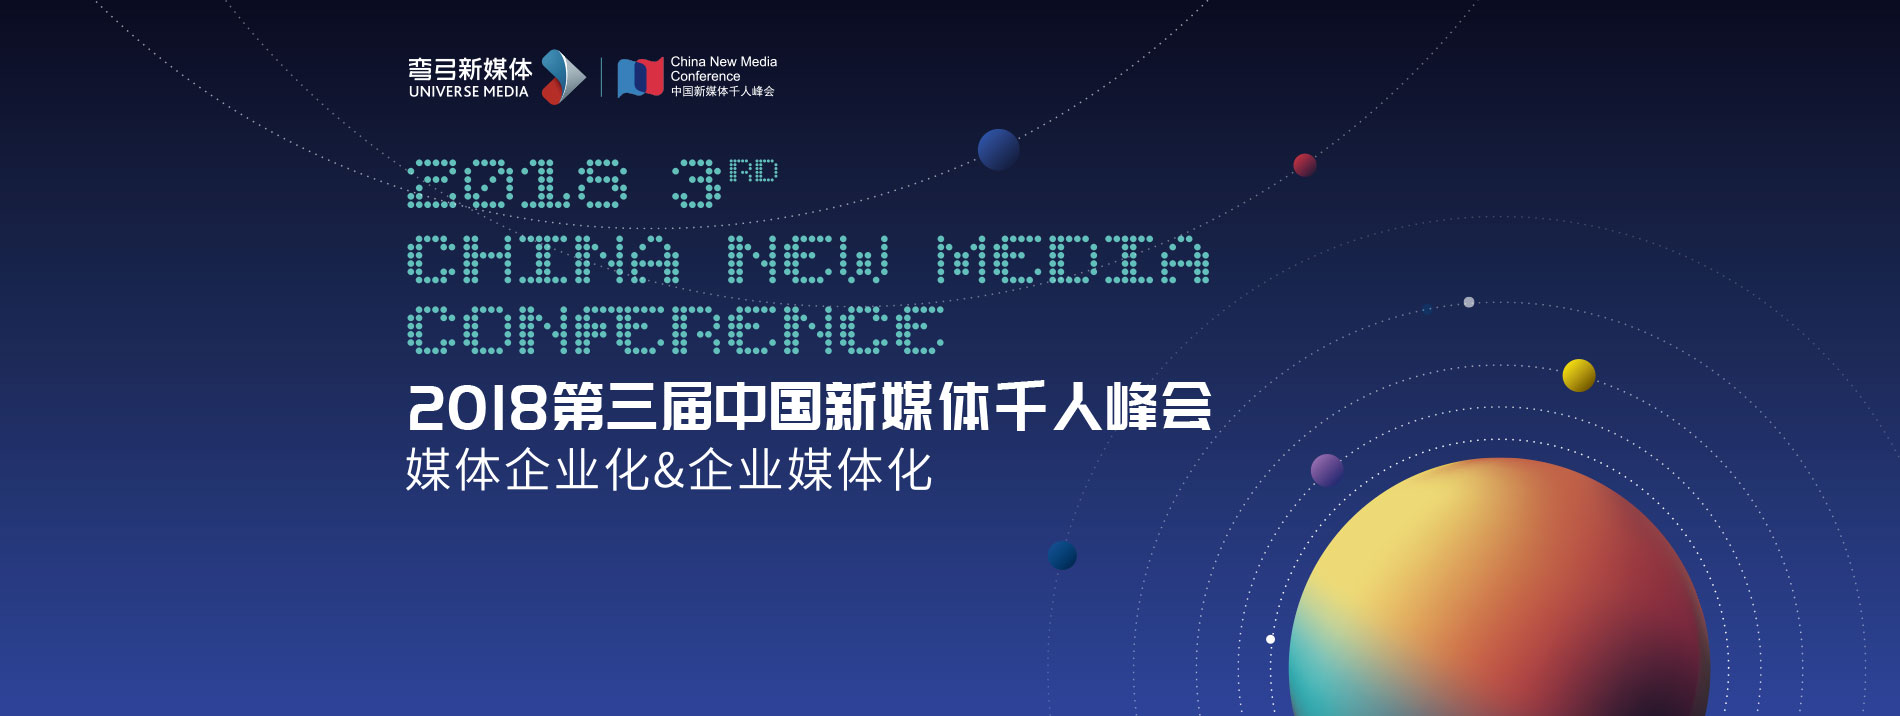 弯弓新媒体
UNIVERSE MEDIA
China New Media
Conference
中国新媒体千人峰会
2018 3RD
CHINA NEW MEDIA
CONFERENCE
2018第三届中国新媒体千人峰会
媒体企业化&企业媒体化